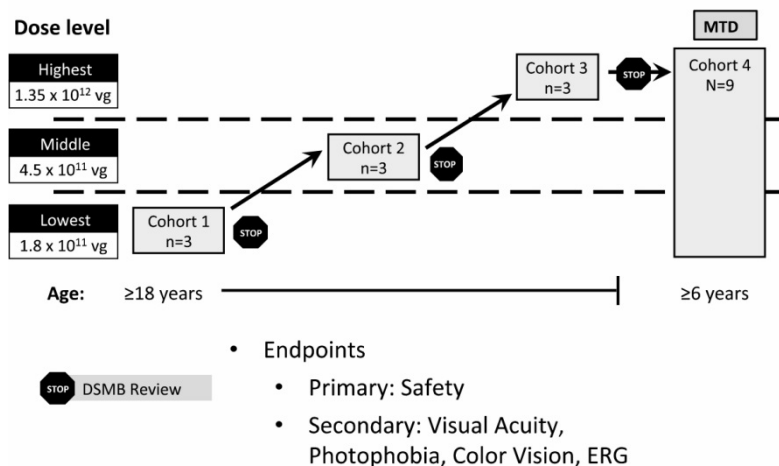 Dose level
MTD
Highest
1.35 x 10¹² vg
Cohort 3
n=3
STOP
Cohort 4
N=9
Middle
4.5 x 10¹¹ vg
Cohort 2
n=3
STOP
Lowest
1.8 x 10¹¹ vg
Cohort 1
n=3
STOP
Age: ≥18 years ≥6 years
• Endpoints
STOP DSMB Review
• Primary: Safety
• Secondary: Visual Acuity,
Photophobia, Color Vision, ERG